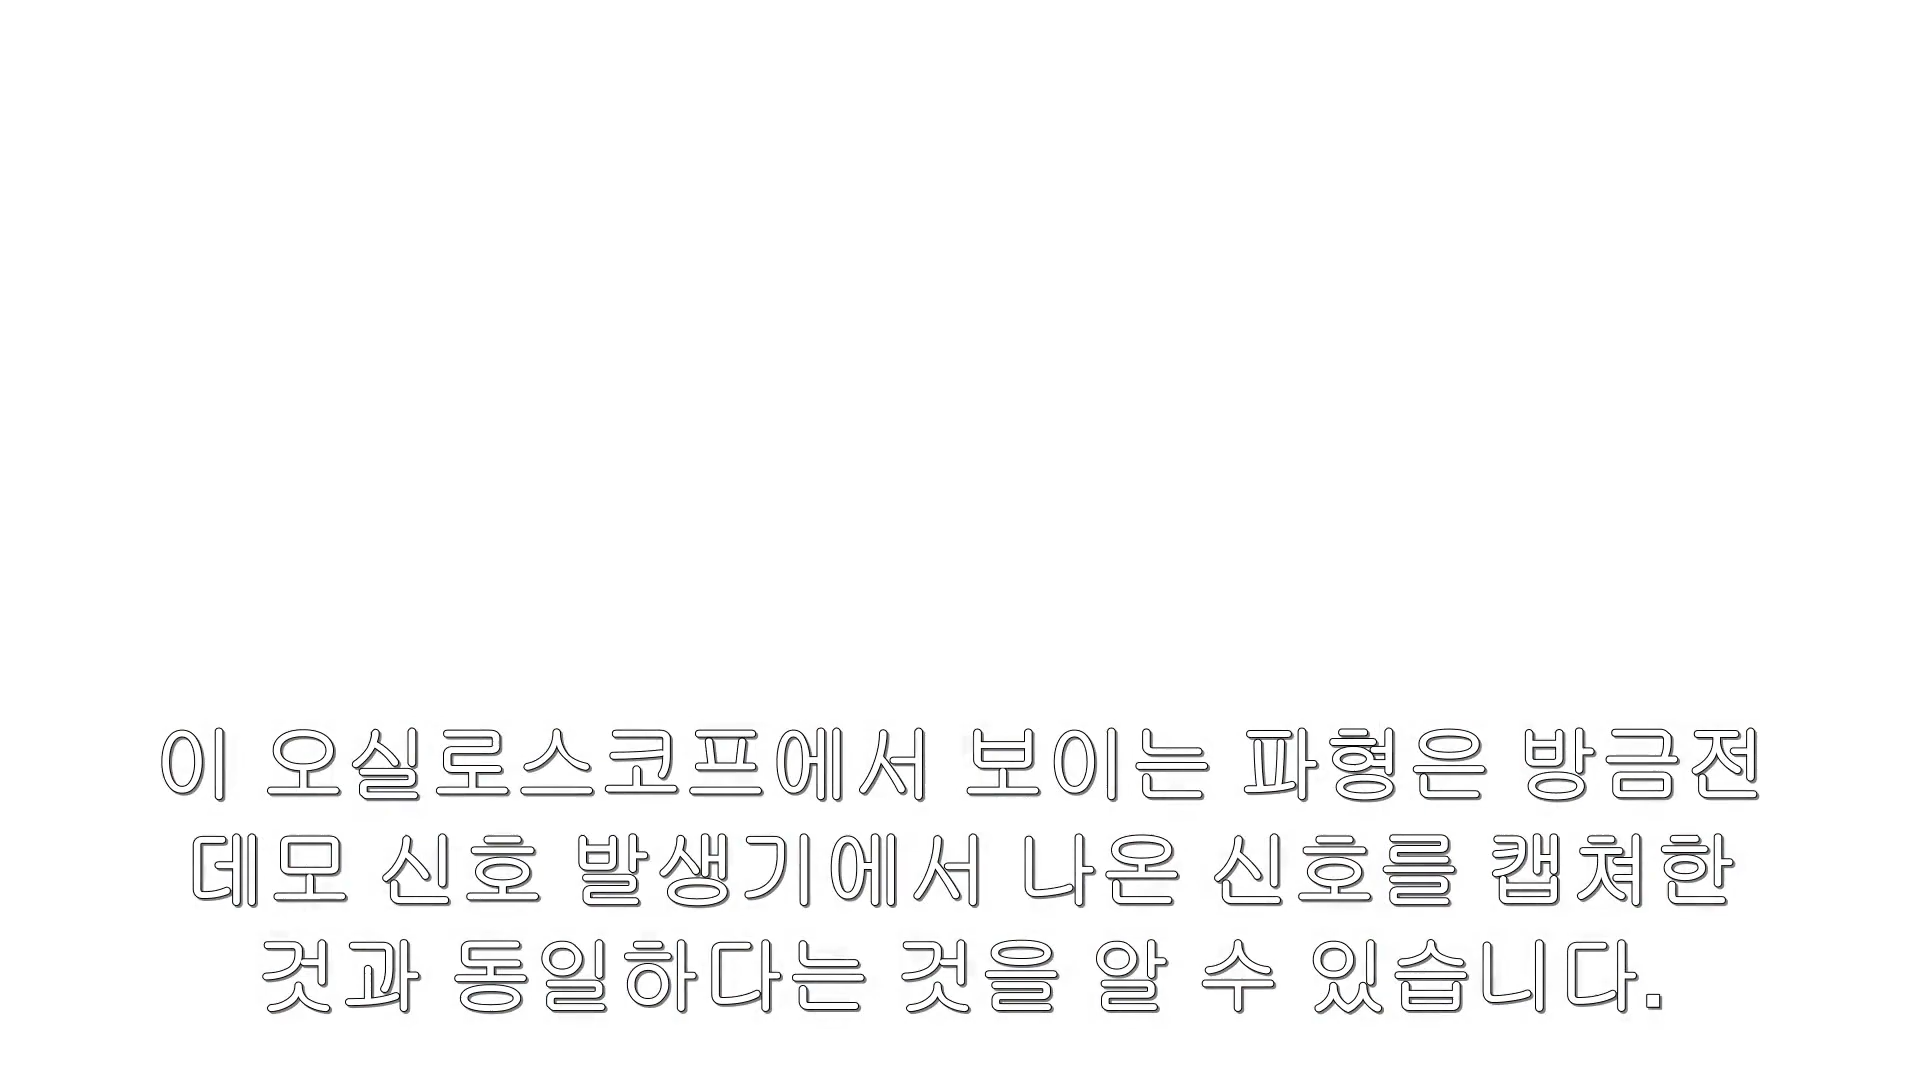 이 오실로스코프에서 보이는 파형은 방금전
데모 신호 발생기에서 나온 신호를 캡쳐한
것과 동일하다는 것을 알 수 있습니다.